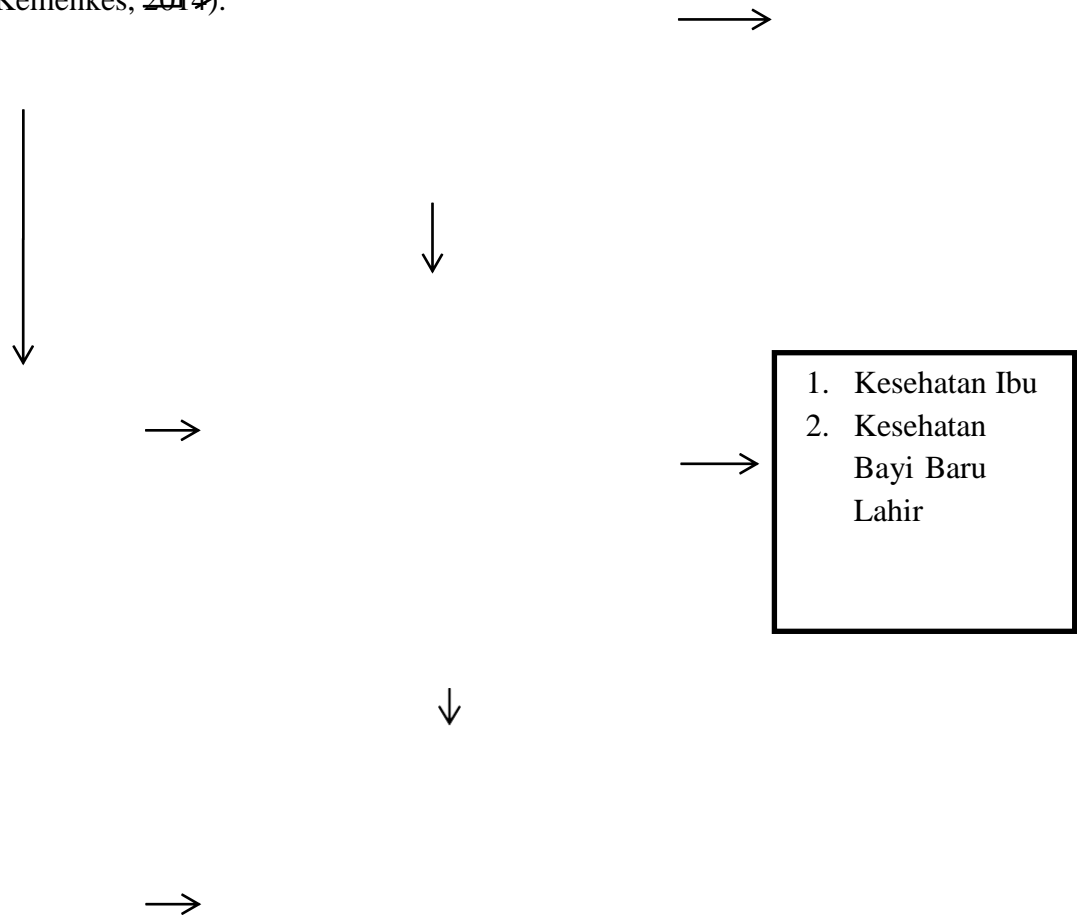 Kemenkes, 2014).
1. Kesehatan Ibu
2. Kesehatan
Bayi Baru
Lahir